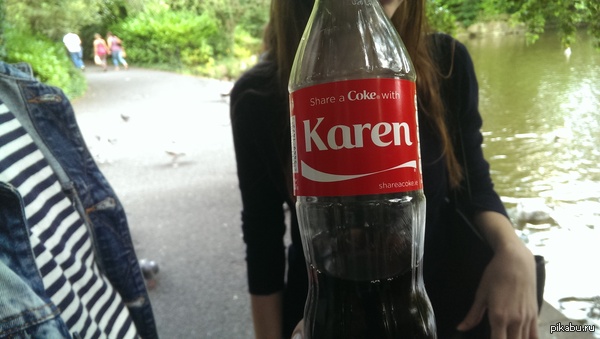 Share a Coke with
Karen
shareacoke.ie
pikabu.ru